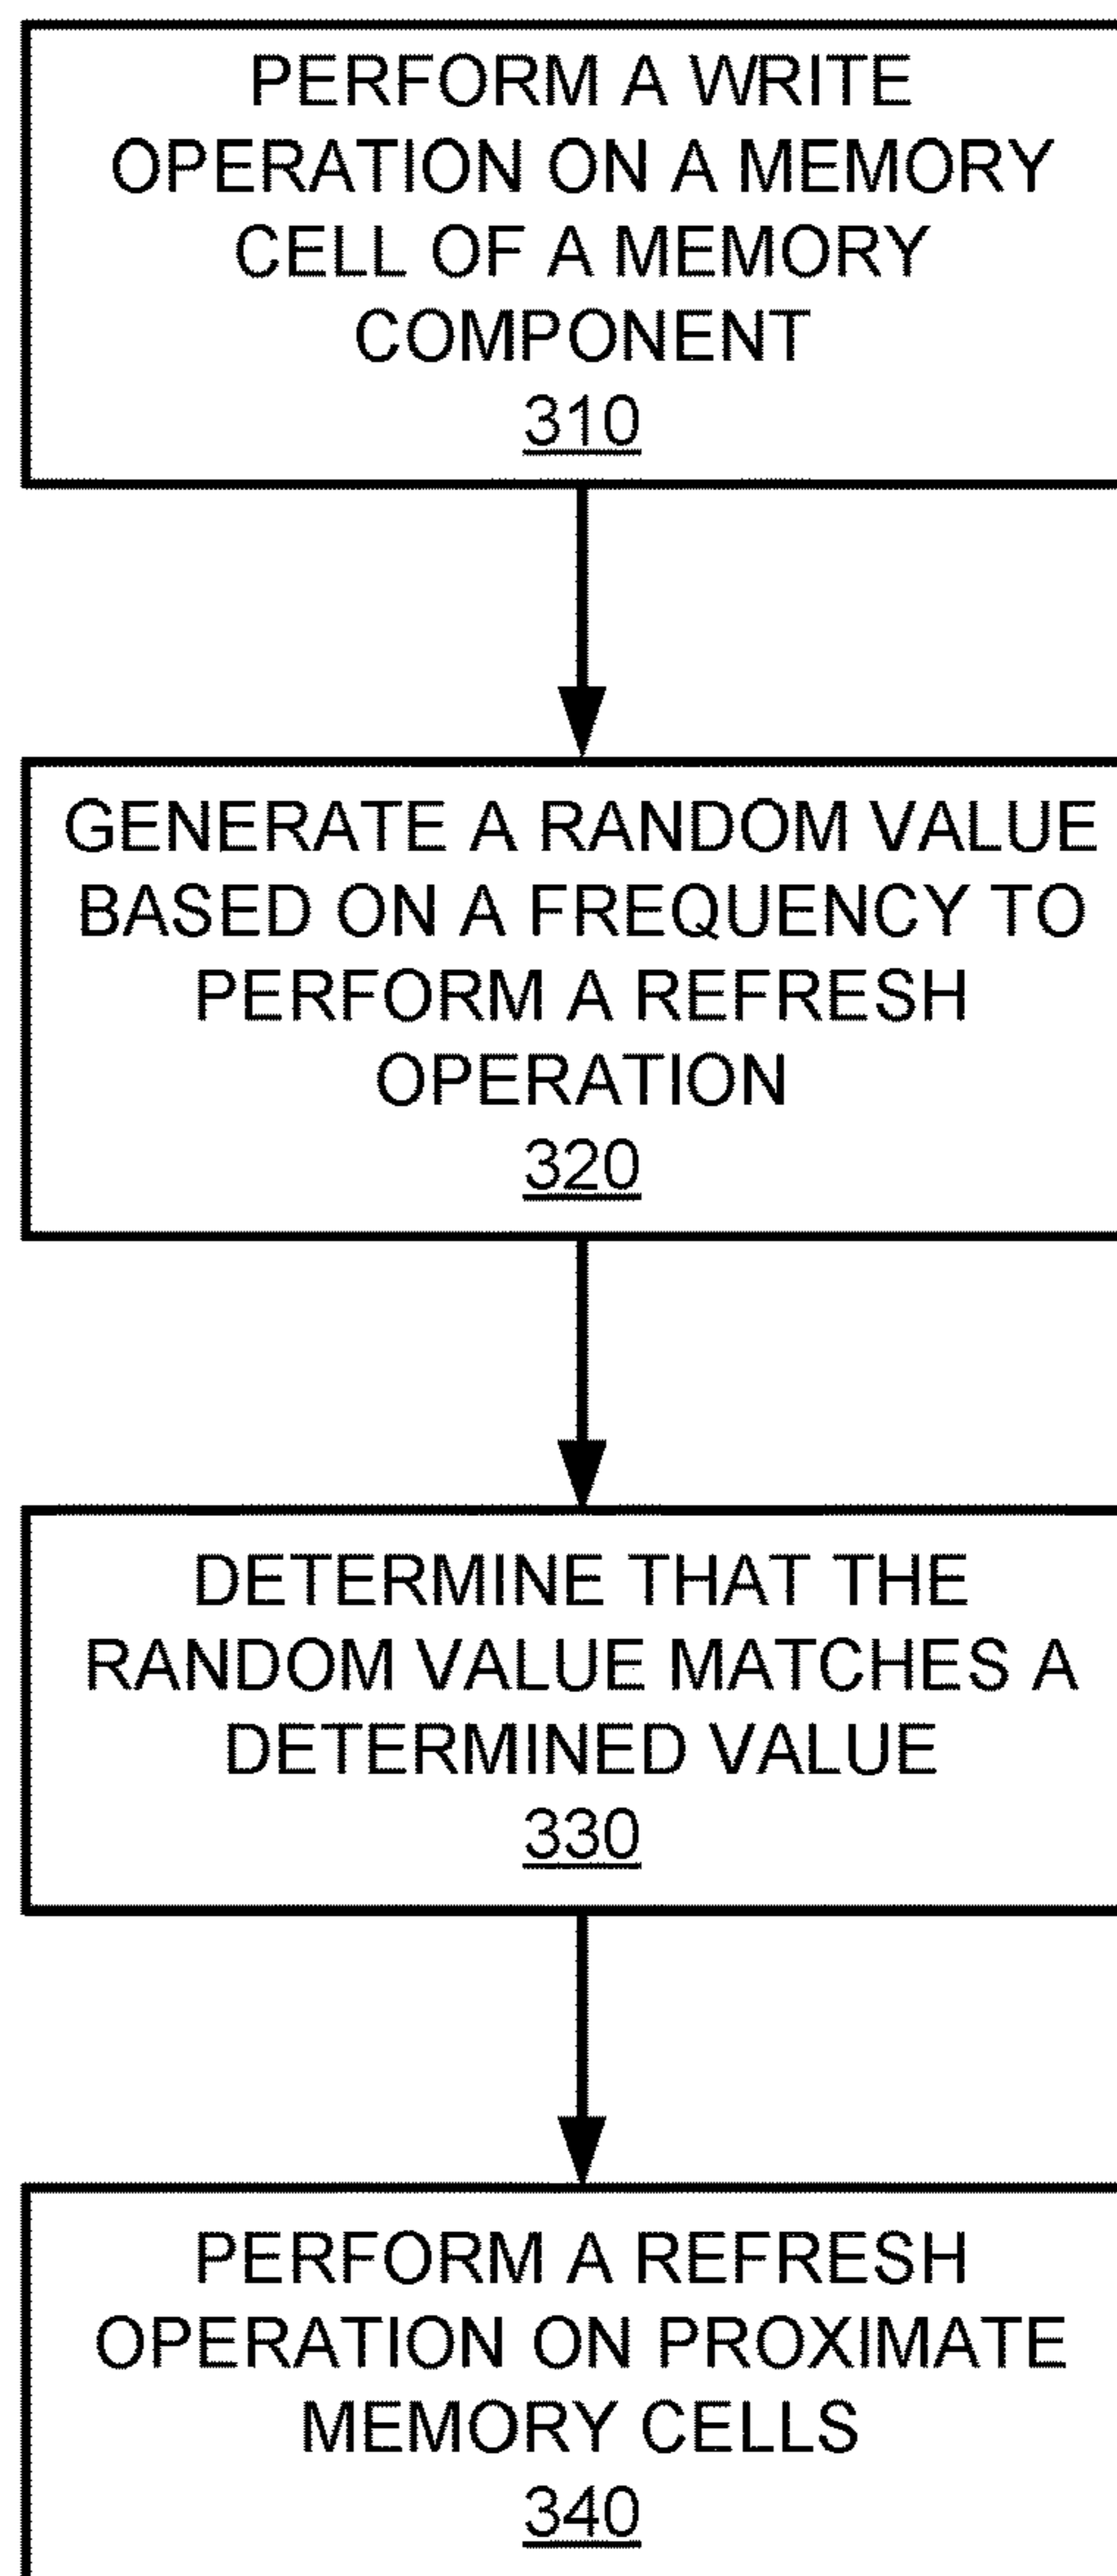 PERFORM A WRITE
OPERATION ON A MEMORY
CELL OF A MEMORY
COMPONENT
310
GENERATE A RANDOM VALUE
BASED ON A FREQUENCY TO
PERFORM A REFRESH
OPERATION
320
DETERMINE THAT THE
RANDOM VALUE MATCHES A
DETERMINED VALUE
330
PERFORM A REFRESH
OPERATION ON PROXIMATE
MEMORY CELLS
340